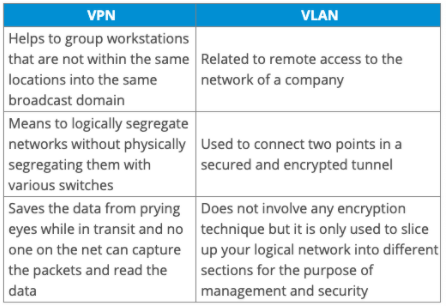 VPN VLAN
Helps to group workstations
that are not within the same
locations into the same
broadcast domain
Related to remote access to the
network of a company
Means to logically segregate
networks without physically
segregating them with
various switches
Used to connect two points in a
secured and encrypted tunnel
Saves the data from prying
eyes while in transit and no
one on the net can capture
the packets and read the
data
Does not involve any encryption
technique but it is only used to slice
up your logical network into different
sections for the purpose of
management and security